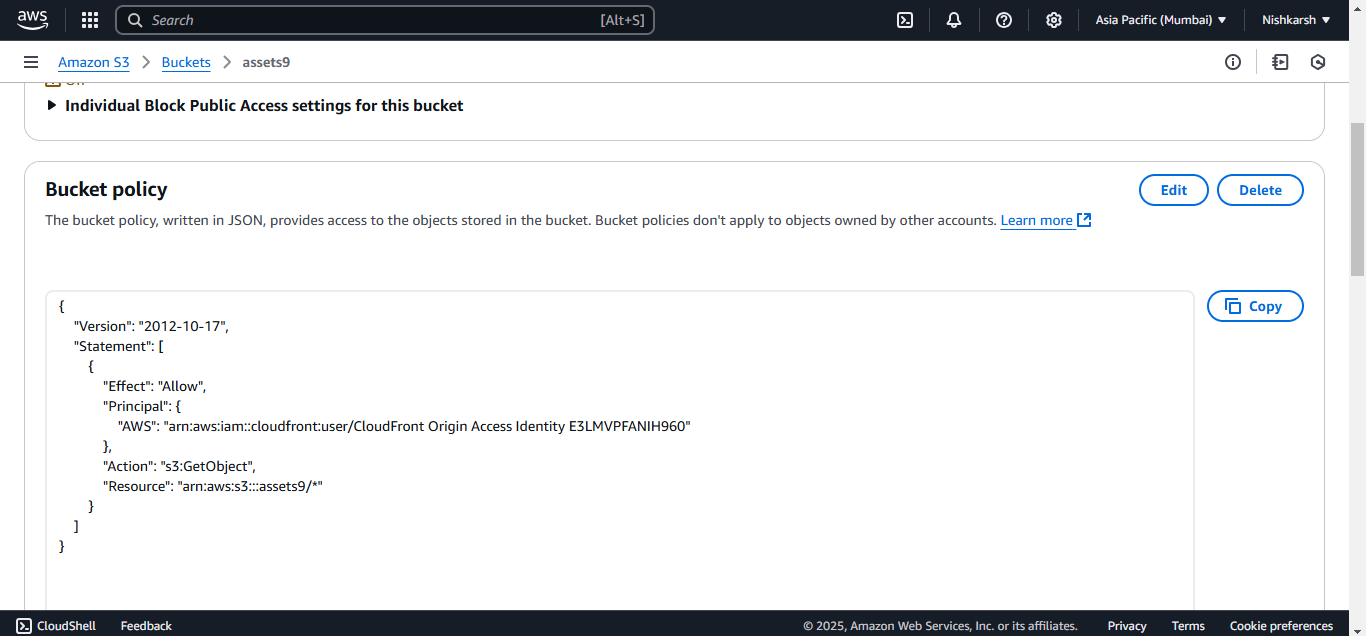 aws
Search [Alt+S]
Asia Pacific (Mumbai)
Nishkarsh
Amazon S3 > Buckets > assets9
Off
Individual Block Public Access settings for this bucket
Bucket policy
Edit
Delete
The bucket policy, written in JSON, provides access to the objects stored in the bucket. Bucket policies don't apply to objects owned by other accounts. Learn more
Copy
{
"Version": "2012-10-17",
"Statement": [
{
"Effect": "Allow",
"Principal": {
"AWS": "arn:aws:iam::cloudfront:user/CloudFront Origin Access Identity E3LMVPFANIH960"
},
"Action": "s3:GetObject",
"Resource": "arn:aws:s3:::assets9/*"
}
]
}
CloudShell
Feedback
© 2025, Amazon Web Services, Inc. or its affiliates.
Privacy
Terms
Cookie preferences